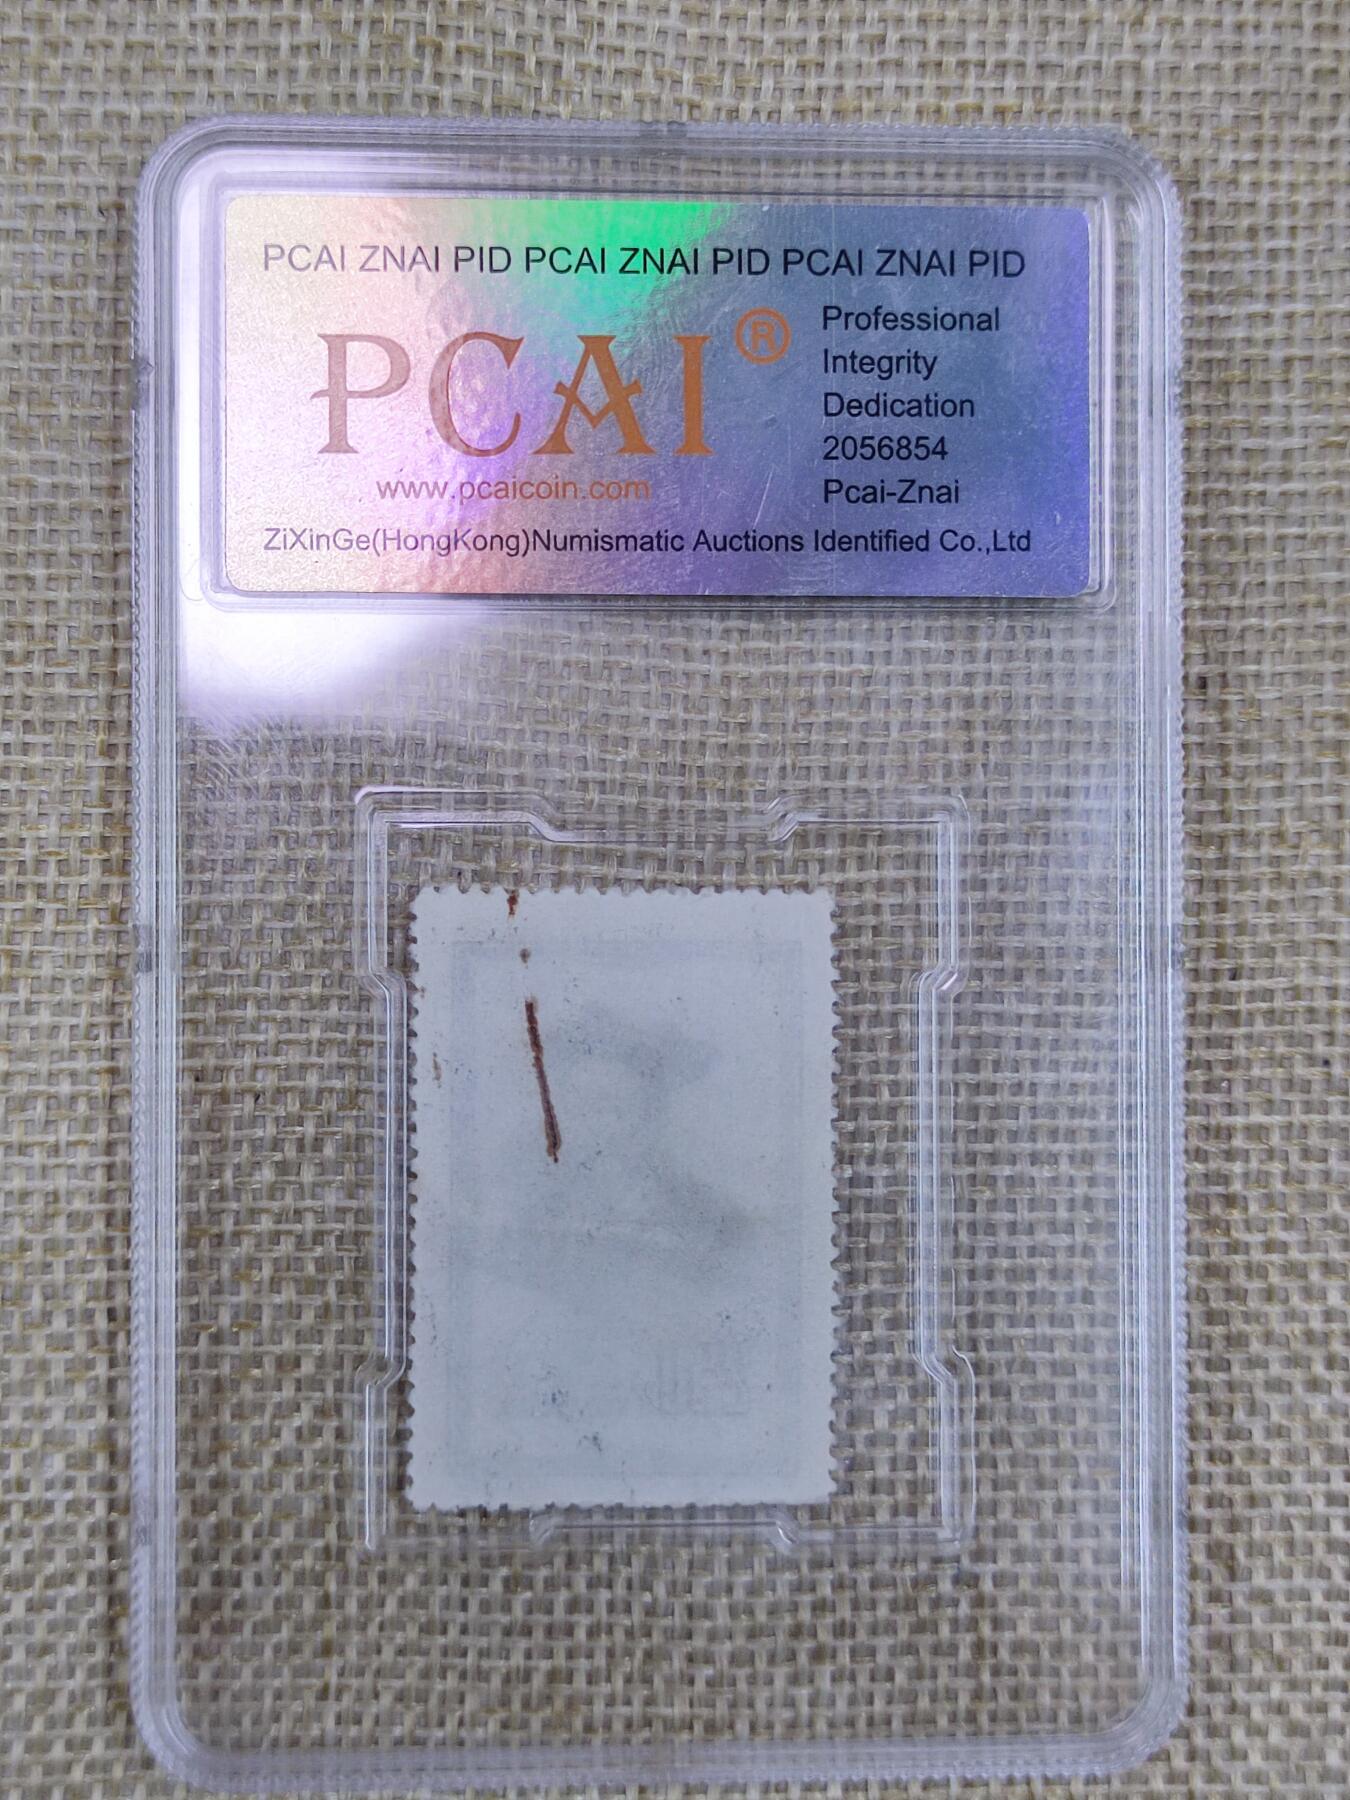 PCAI ZNAI PID PCAI ZNAI PID PCAI ZNAI PID
PCAI®
www.pcaicoin.com
Professional
Integrity
Dedication
2056854
Pcai-Znai
ZiXinGe(HongKong)Numismatic Auctions Identified Co.,Ltd